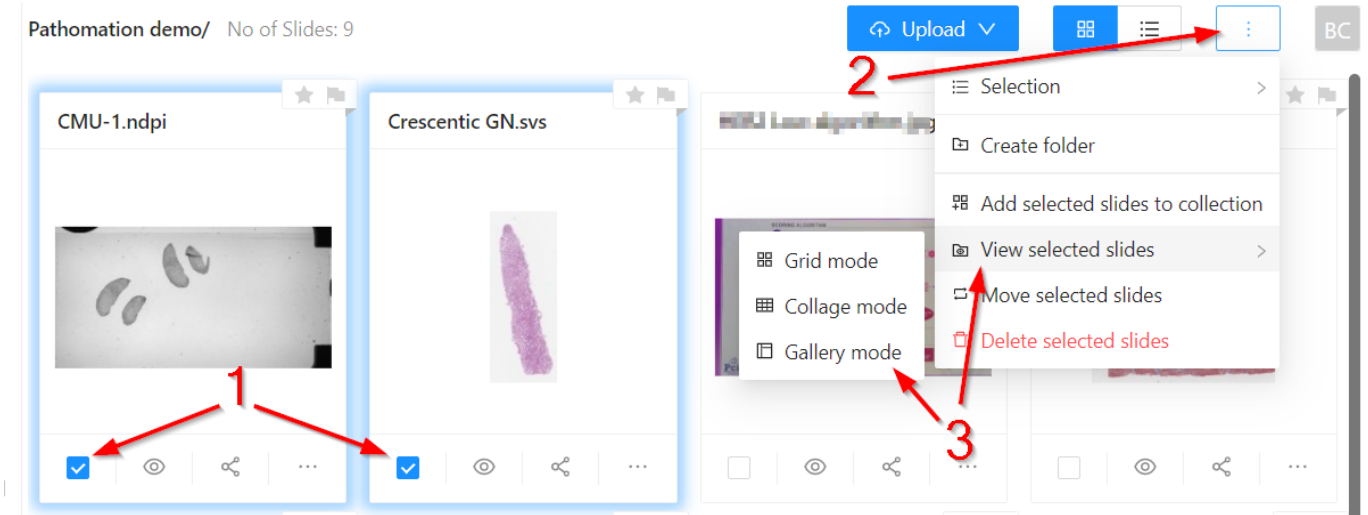 Pathomation demo/ No of Slides: 9
Upload
BC
2
Selection
CMU-1.ndpi
Crescentic GN.svs
Create folder
SCORING ALGORITHM
Add selected slides to collection
View selected slides
Grid mode
Move selected slides
Collage mode
Delete selected slides
Gallery mode
1
3